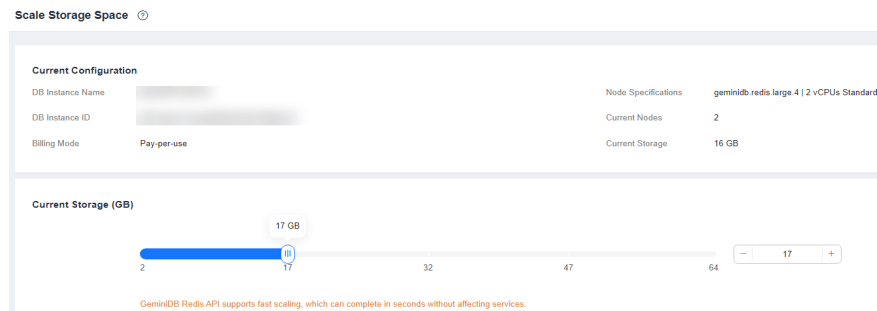 Scale Storage Space
Current Configuration
DB Instance Name
Node Specifications geminidb.redis.large.4 | 2 vCPUs Standard
DB Instance ID
Current Nodes 2
Billing Mode Pay-per-use
Current Storage 16 GB
Current Storage (GB)
17 GB
− 17 +
2 17 32 47 64
GeminiDB Redis API supports fast scaling, which can complete in seconds without affecting services.